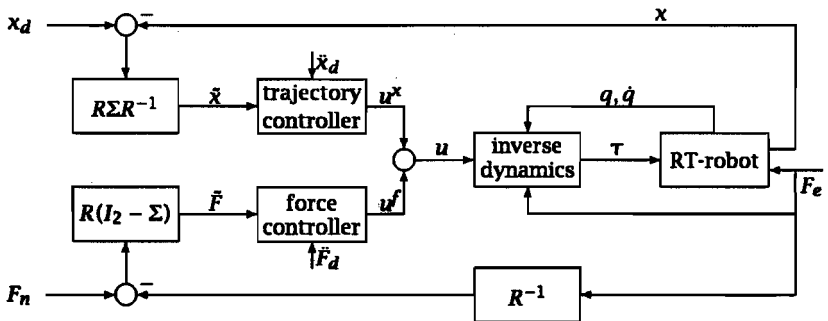 x_d
−
x
RΣR⁻¹
x̃
ẍ_d
trajectory
controller
u^x
q, q̇
u
inverse
dynamics
τ
RT-robot
F_e
R(I₂ − Σ)
F̃
force
controller
u^f
F̈_d
F_n
−
R⁻¹